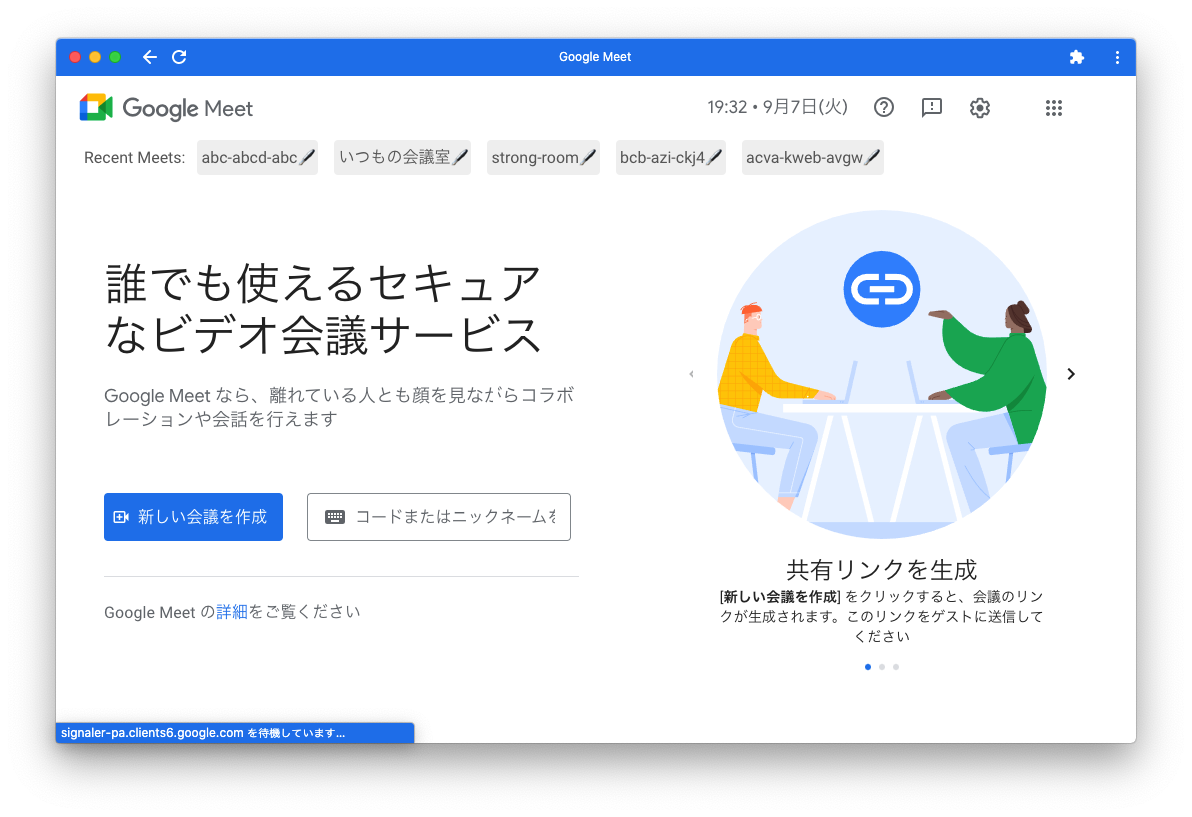 Google Meet
Google Meet
19:32 • 9月7日(火)
Recent Meets: abc-abcd-abc いつもの会議室 strong-room bcb-azi-ckj4 acva-kweb-avgw
誰でも使えるセキュア
なビデオ会議サービス
Google Meet なら、離れている人とも顔を見ながらコラボ
レーションや会話を行えます
新しい会議を作成
コードまたはニックネームを
Google Meet の詳細をご覧ください
共有リンクを生成
[新しい会議を作成] をクリックすると、会議のリン
クが生成されます。このリンクをゲストに送信して
ください
signaler-pa.clients6.google.com を待機しています...